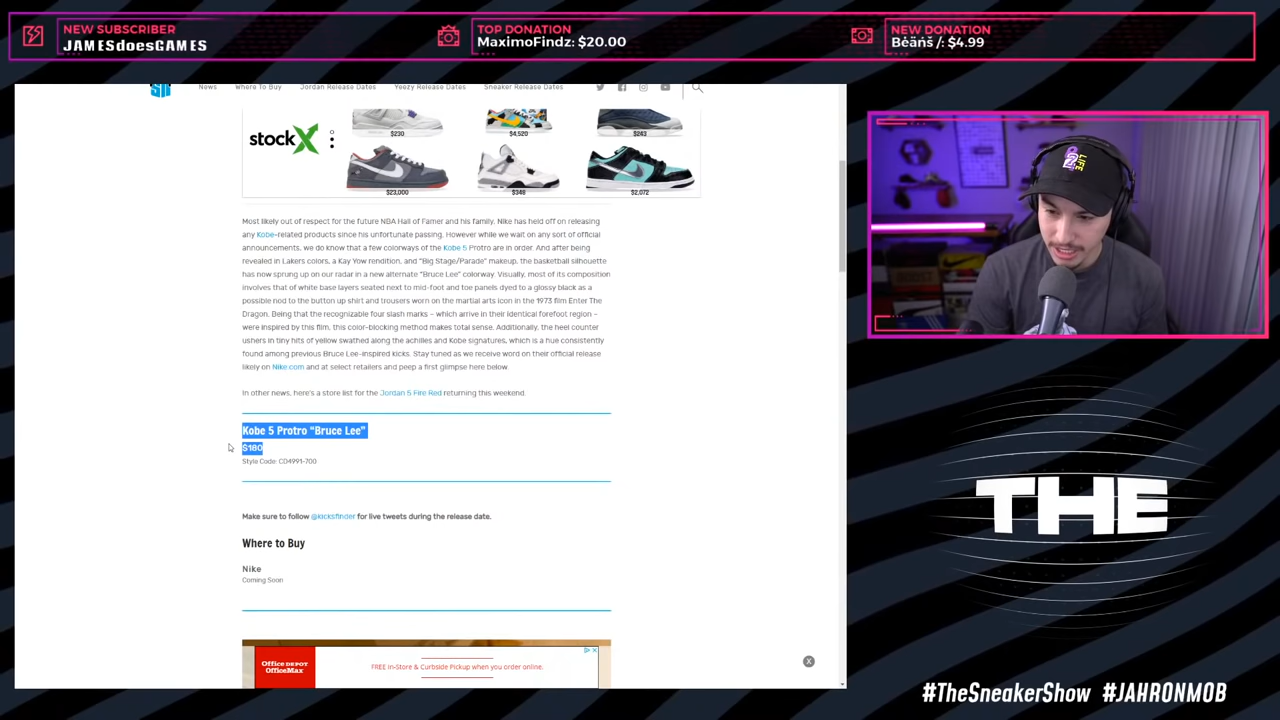 NEW SUBSCRIBER
JAMESdoesGAMES
TOP DONATION
MaximoFindz: $20.00
NEW DONATION
Bėäńš /: $4.99
News Where To Buy Jordan Release Dates Yeezy Release Dates Sneaker Release Dates
stockX
$230 $4,520 $243
$23,000 $348 $2,072
Most likely out of respect for the future NBA Hall of Famer and his family, Nike has held off on releasing
any Kobe-related products since his unfortunate passing. However while we wait on any sort of official
announcements, we do know that a few colorways of the Kobe 5 Protro are in order. And after being
revealed in Lakers colors, a Kay Yow rendition, and "Big Stage/Parade" makeup, the basketball silhouette
has now sprung up on our radar in a new alternate "Bruce Lee" colorway. Visually, most of its composition
involves that of white base layers seated next to mid-foot and toe panels dyed to a glossy black as a
possible nod to the button up shirt and trousers worn on the martial arts icon in the 1973 film Enter The
Dragon. Being that the recognizable four slash marks – which arrive in their identical forefoot region –
were inspired by this film, this color-blocking method makes total sense. Additionally, the heel counter
ushers in tiny hits of yellow swathed along the achilles and Kobe signatures, which is a hue consistently
found among previous Bruce Lee-inspired kicks. Stay tuned as we receive word on their official release
likely on Nike.com and at select retailers and peep a first glimpse here below.
In other news, here's a store list for the Jordan 5 Fire Red returning this weekend.
Kobe 5 Protro "Bruce Lee"
$180
Style Code: CD4991-700
Make sure to follow @kicksfinder for live tweets during the release date.
Where to Buy
Nike
Coming Soon
Office DEPOT
OfficeMax
FREE In-Store & Curbside Pickup when you order online.
X
THE
#TheSneakerShow #JAHRONMOB